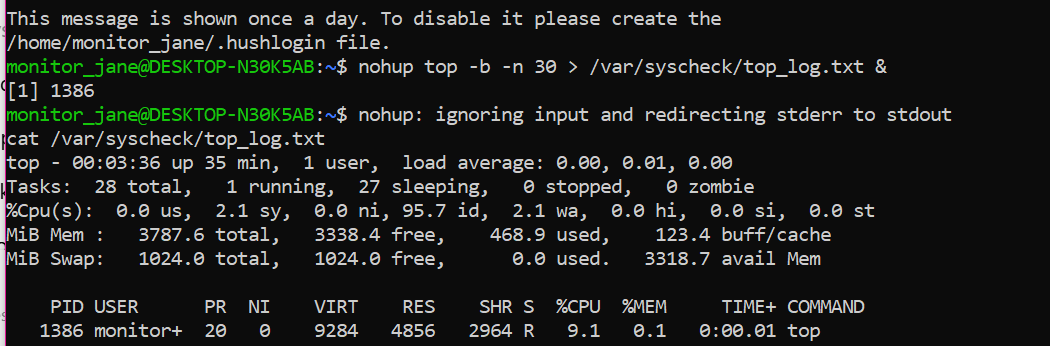 This message is shown once a day. To disable it please create the
/home/monitor_jane/.hushlogin file.
monitor_jane@DESKTOP-N30K5AB:~$ nohup top -b -n 30 > /var/syscheck/top_log.txt &
[1] 1386
monitor_jane@DESKTOP-N30K5AB:~$ nohup: ignoring input and redirecting stderr to stdout
cat /var/syscheck/top_log.txt
top - 00:03:36 up 35 min,  1 user,  load average: 0.00, 0.01, 0.00
Tasks:  28 total,   1 running,  27 sleeping,   0 stopped,   0 zombie
%Cpu(s):  0.0 us,  2.1 sy,  0.0 ni, 95.7 id,  2.1 wa,  0.0 hi,  0.0 si,  0.0 st
MiB Mem :   3787.6 total,   3338.4 free,    468.9 used,    123.4 buff/cache
MiB Swap:   1024.0 total,   1024.0 free,      0.0 used.   3318.7 avail Mem
    PID USER      PR  NI    VIRT    RES    SHR S  %CPU  %MEM     TIME+ COMMAND
   1386 monitor+  20   0    9284   4856   2964 R   9.1   0.1   0:00.01 top